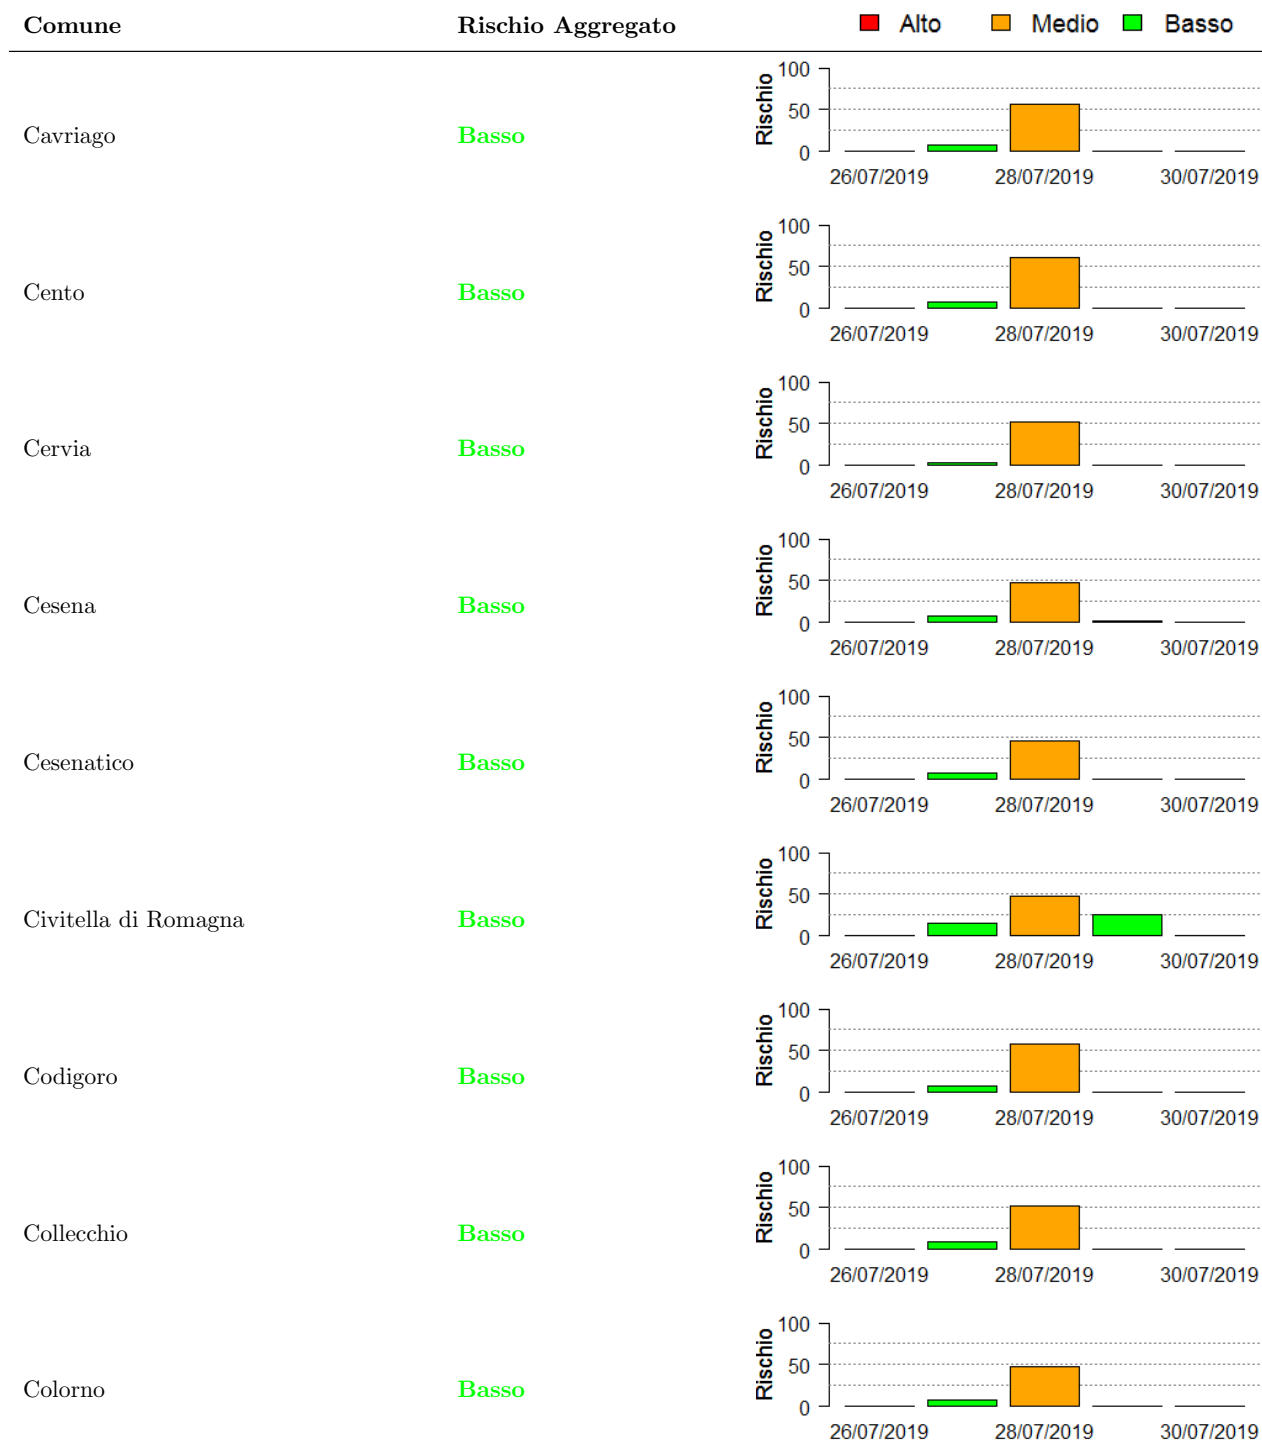 Comune Rischio Aggregato Alto Medio Basso
100
50
0
Rischio
Cavriago Basso
26/07/2019 28/07/2019 30/07/2019
100
50
0
Rischio
Cento Basso
26/07/2019 28/07/2019 30/07/2019
100
50
0
Rischio
Cervia Basso
26/07/2019 28/07/2019 30/07/2019
100
50
0
Rischio
Cesena Basso
26/07/2019 28/07/2019 30/07/2019
100
50
0
Rischio
Cesenatico Basso
26/07/2019 28/07/2019 30/07/2019
100
50
0
Rischio
Civitella di Romagna Basso
26/07/2019 28/07/2019 30/07/2019
100
50
0
Rischio
Codigoro Basso
26/07/2019 28/07/2019 30/07/2019
100
50
0
Rischio
Collecchio Basso
26/07/2019 28/07/2019 30/07/2019
100
50
0
Rischio
Colorno Basso
26/07/2019 28/07/2019 30/07/2019